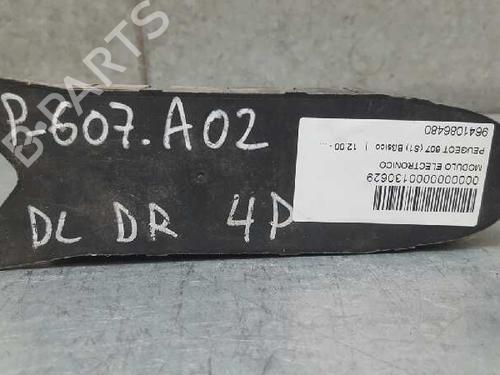 B-PARTS
P-607.A02
DL DR 4P
0000000000130629
MODULO ELECTRONICO
PEUGEOT 607 (S1) Básico | 12.00 - ...
9641086480